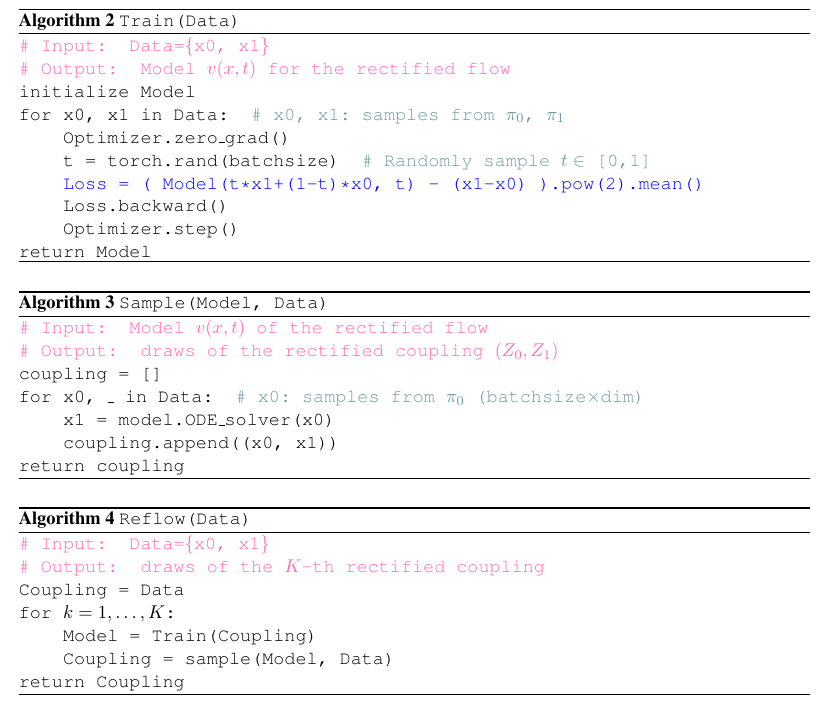 Algorithm 2 Train(Data)
# Input: Data={x0, x1}
# Output: Model v(x, t) for the rectified flow
initialize Model
for x0, x1 in Data: # x0, x1: samples from π₀, π₁
    Optimizer.zero_grad()
    t = torch.rand(batchsize) # Randomly sample t ∈ [0,1]
    Loss = ( Model(t*x1+(1-t)*x0, t) - (x1-x0) ).pow(2).mean()
    Loss.backward()
    Optimizer.step()
return Model
Algorithm 3 Sample(Model, Data)
# Input: Model v(x, t) of the rectified flow
# Output: draws of the rectified coupling (Z₀, Z₁)
coupling = []
for x0, _ in Data: # x0: samples from π₀ (batchsize×dim)
    x1 = model.ODE_solver(x0)
    coupling.append((x0, x1))
return coupling
Algorithm 4 Reflow(Data)
# Input: Data={x0, x1}
# Output: draws of the K-th rectified coupling
Coupling = Data
for k = 1, . . . , K:
    Model = Train(Coupling)
    Coupling = sample(Model, Data)
return Coupling